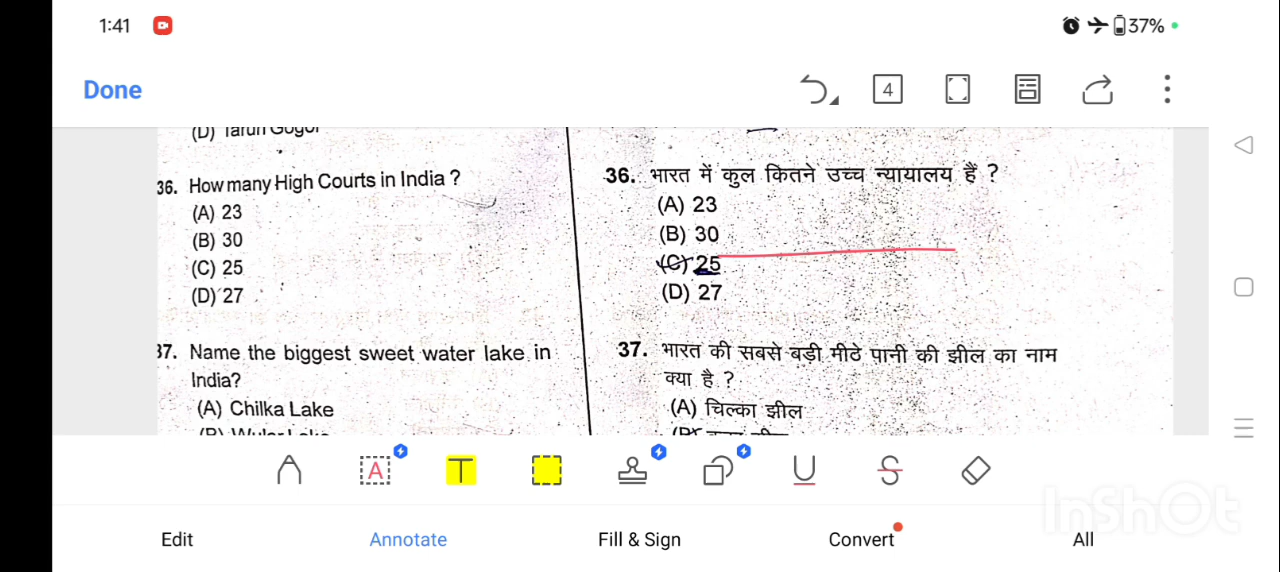 1:41
37%
Done
4
(D) Tarun Gogoi
36. How many High Courts in India ?
(A) 23
(B) 30
(C) 25
(D) 27
37. Name the biggest sweet water lake in
India?
(A) Chilka Lake
(B) Wular Lake
36. भारत में कुल कितने उच्च न्यायालय हैं ?
(A) 23
(B) 30
(C) 25
(D) 27
37. भारत की सबसे बड़ी मीठे पानी की झील का नाम
क्या है ?
(A) चिल्का झील
A
T
U
S
InShOt
Edit
Annotate
Fill & Sign
Convert
All